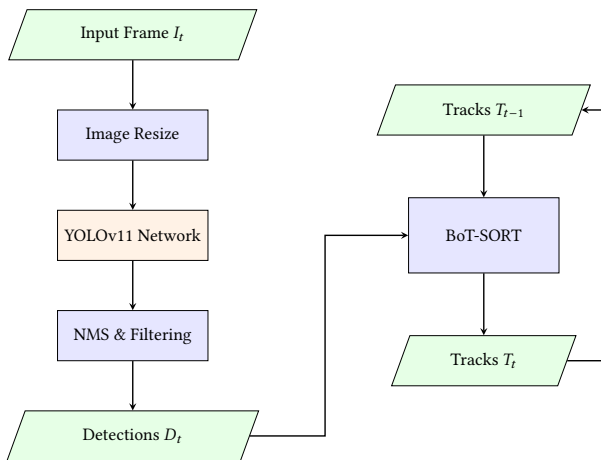 Input Frame I_t
Image Resize
YOLOv11 Network
NMS & Filtering
Detections D_t
Tracks T_{t−1}
BoT-SORT
Tracks T_t